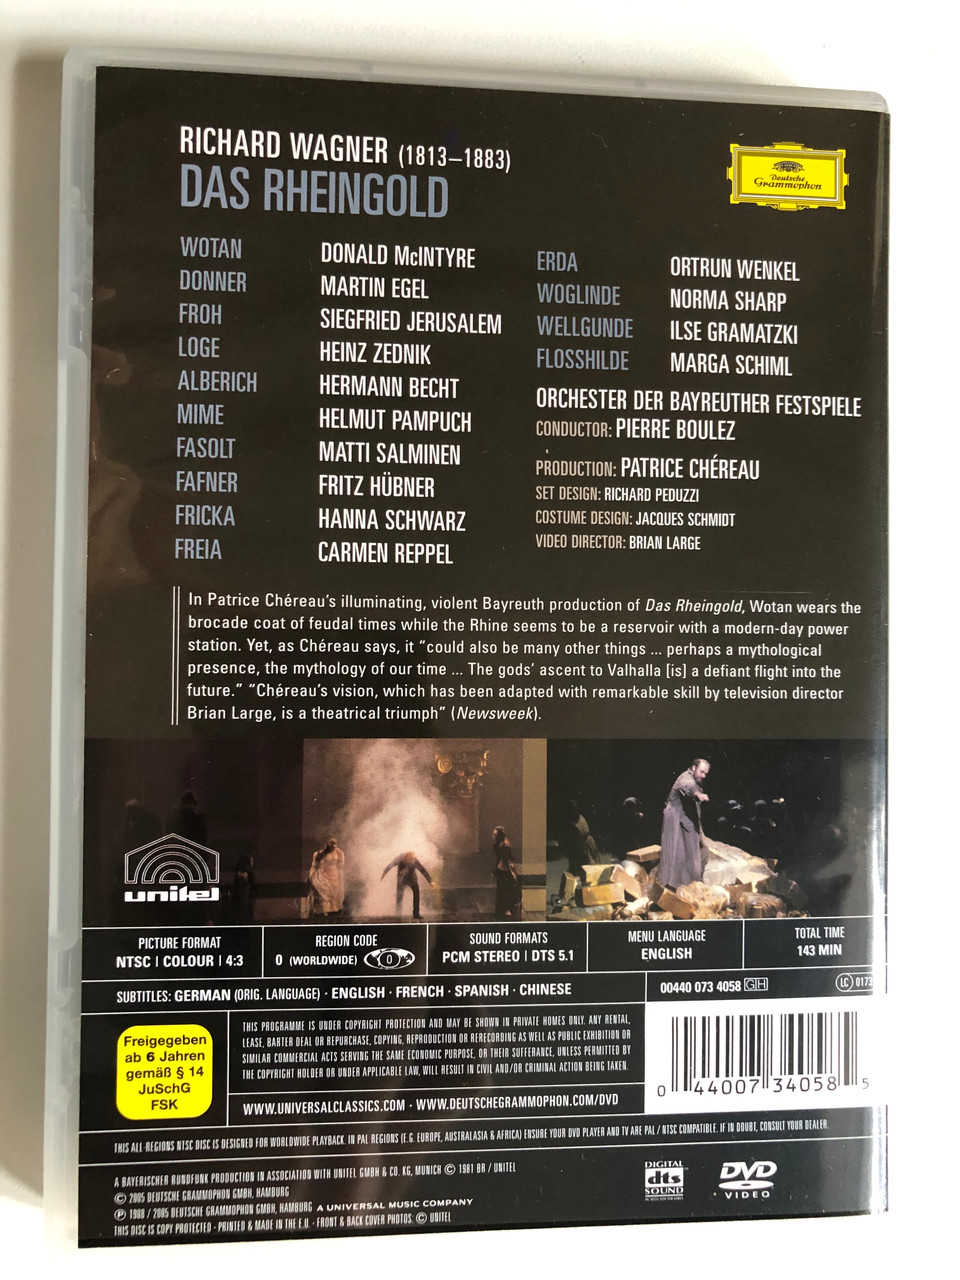 RICHARD WAGNER (1813–1883)
DAS RHEINGOLD
Deutsche
Grammophon
WOTAN DONALD McINTYRE
DONNER MARTIN EGEL
FROH SIEGFRIED JERUSALEM
LOGE HEINZ ZEDNIK
ALBERICH HERMANN BECHT
MIME HELMUT PAMPUCH
FASOLT MATTI SALMINEN
FAFNER FRITZ HÜBNER
FRICKA HANNA SCHWARZ
FREIA CARMEN REPPEL
ERDA ORTRUN WENKEL
WOGLINDE NORMA SHARP
WELLGUNDE ILSE GRAMATZKI
FLOSSHILDE MARGA SCHIML
ORCHESTER DER BAYREUTHER FESTSPIELE
CONDUCTOR: PIERRE BOULEZ
PRODUCTION: PATRICE CHÉREAU
SET DESIGN: RICHARD PEDUZZI
COSTUME DESIGN: JACQUES SCHMIDT
VIDEO DIRECTOR: BRIAN LARGE
In Patrice Chéreau's illuminating, violent Bayreuth production of Das Rheingold, Wotan wears the
brocade coat of feudal times while the Rhine seems to be a reservoir with a modern-day power
station. Yet, as Chéreau says, it "could also be many other things ... perhaps a mythological
presence, the mythology of our time ... The gods' ascent to Valhalla [is] a defiant flight into the
future." "Chéreau's vision, which has been adapted with remarkable skill by television director
Brian Large, is a theatrical triumph" (Newsweek).
unitel
PICTURE FORMAT
NTSC | COLOUR | 4:3
REGION CODE
0 (WORLDWIDE) 0
SOUND FORMATS
PCM STEREO | DTS 5.1
MENU LANGUAGE
ENGLISH
TOTAL TIME
143 MIN
SUBTITLES: GERMAN (ORIG. LANGUAGE) · ENGLISH · FRENCH · SPANISH · CHINESE
00440 073 4058 GH
LC 0173
Freigegeben
ab 6 Jahren
gemäß § 14
JuSchG
FSK
THIS PROGRAMME IS UNDER COPYRIGHT PROTECTION AND MAY BE SHOWN IN PRIVATE HOMES ONLY. ANY RENTAL,
LEASE, BARTER DEAL OR REPURCHASE, COPYING, REPRODUCTION OR RERECORDING AS WELL AS PUBLIC EXHIBITION OR
SIMILAR COMMERCIAL ACTS SERVING THE SAME ECONOMIC PURPOSE, OR THEIR SUFFERANCE, UNLESS PERMITTED BY
THE COPYRIGHT HOLDER OR UNDER APPLICABLE LAW, WILL RESULT IN CIVIL AND/OR CRIMINAL ACTION BEING TAKEN.
WWW.UNIVERSALCLASSICS.COM · WWW.DEUTSCHEGRAMMOPHON.COM/DVD
0 44007 34058 5
THIS ALL-REGIONS NTSC DISC IS DESIGNED FOR WORLDWIDE PLAYBACK. IN PAL REGIONS (E.G. EUROPE, AUSTRALASIA & AFRICA) ENSURE YOUR DVD PLAYER AND TV ARE PAL / NTSC COMPATIBLE. IF IN DOUBT, CONSULT YOUR DEALER.
A BAYERISCHER RUNDFUNK PRODUCTION IN ASSOCIATION WITH UNITEL GMBH & CO. KG, MUNICH © 1981 BR / UNITEL
© 2005 DEUTSCHE GRAMMOPHON GMBH, HAMBURG
℗ 1988 / 2005 DEUTSCHE GRAMMOPHON GMBH, HAMBURG A UNIVERSAL MUSIC COMPANY
THIS DISC IS COPY PROTECTED · PRINTED & MADE IN THE E.U. · FRONT & BACK COVER PHOTOS: © UNITEL
DIGITAL
dts
SOUND
DVD
VIDEO